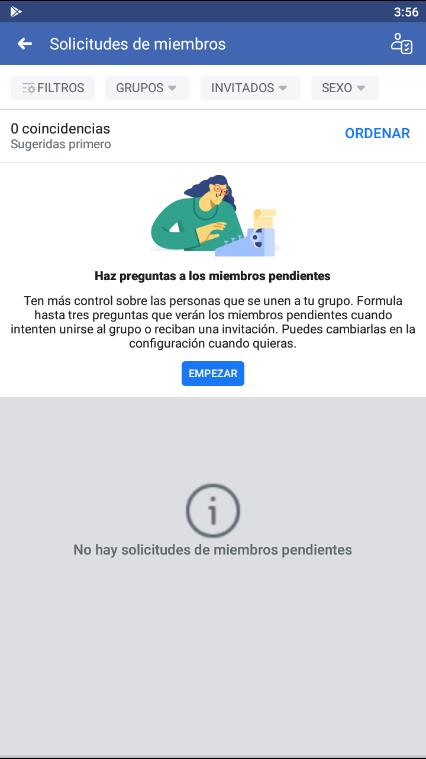 3:56
Solicitudes de miembros
FILTROS GRUPOS INVITADOS SEXO
0 coincidencias
Sugeridas primero
ORDENAR
Haz preguntas a los miembros pendientes
Ten más control sobre las personas que se unen a tu grupo. Formula
hasta tres preguntas que verán los miembros pendientes cuando
intenten unirse al grupo o reciban una invitación. Puedes cambiarlas en la
configuración cuando quieras.
EMPEZAR
No hay solicitudes de miembros pendientes